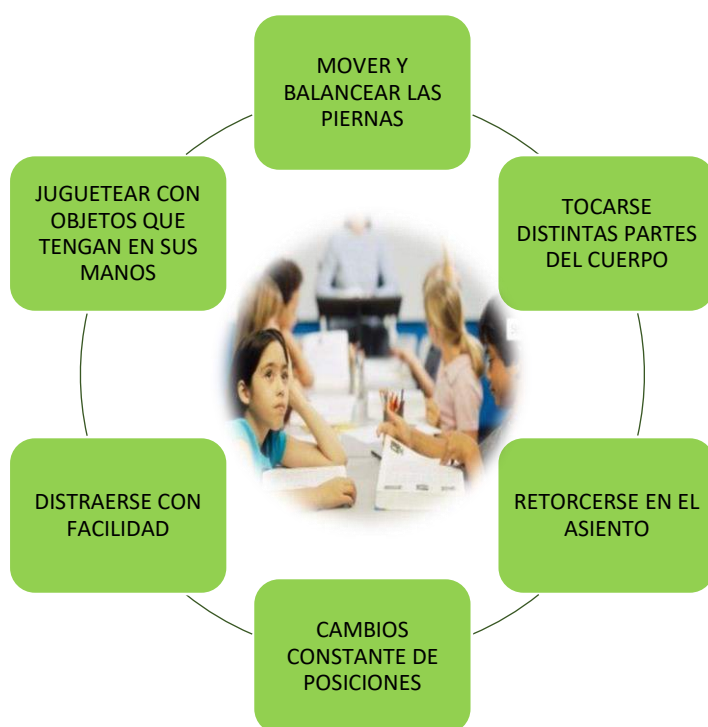 MOVER Y
BALANCEAR LAS
PIERNAS
TOCARSE
DISTINTAS PARTES
DEL CUERPO
RETORCERSE EN EL
ASIENTO
CAMBIOS
CONSTANTE DE
POSICIONES
DISTRAERSE CON
FACILIDAD
JUGUETEAR CON
OBJETOS QUE
TENGAN EN SUS
MANOS